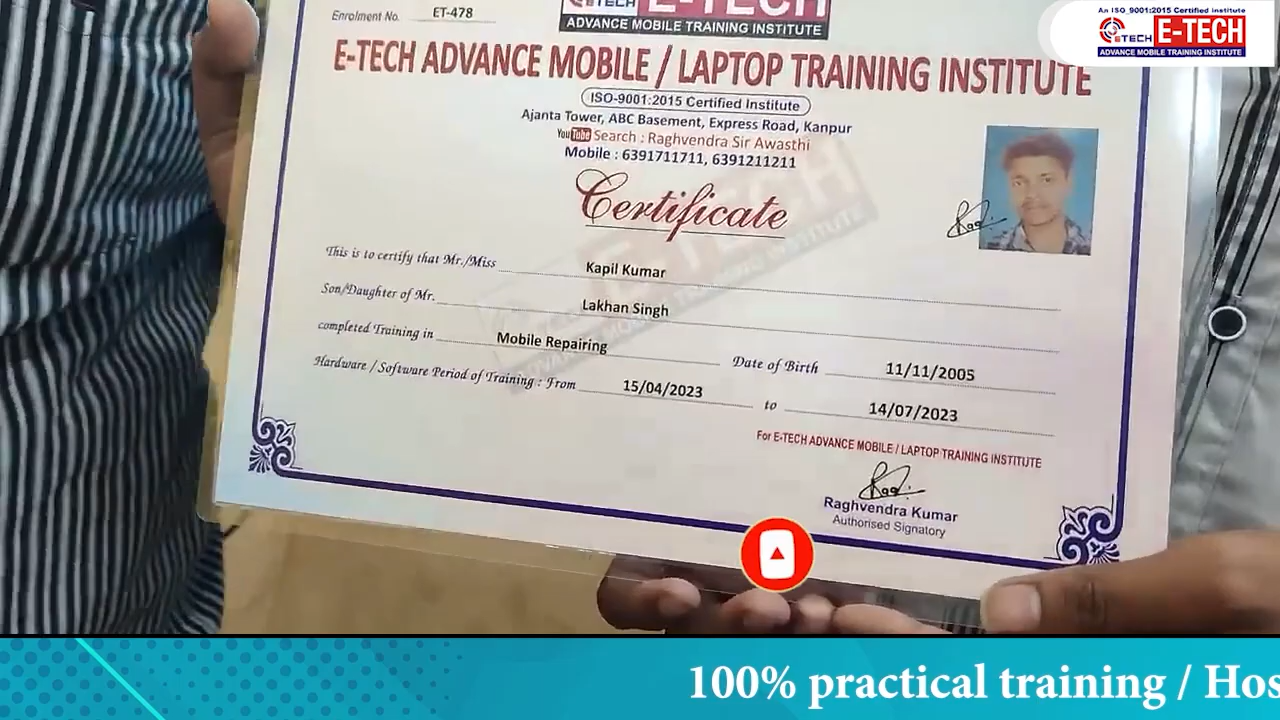 Enrolment No. ET-478
ETECH E-TECH
ADVANCE MOBILE TRAINING INSTITUTE
An ISO 9001:2015 Certified Institute
ETECH E-TECH
ADVANCE MOBILE TRAINING INSTITUTE
E-TECH ADVANCE MOBILE / LAPTOP TRAINING INSTITUTE
ISO-9001:2015 Certified Institute
Ajanta Tower, ABC Basement, Express Road, Kanpur
YouTube Search : Raghvendra Sir Awasthi
Mobile : 6391711711, 6391211211
Certificate
This is to certify that Mr./Miss Kapil Kumar
Son/Daughter of Mr. Lakhan Singh
completed Training in Mobile Repairing Date of Birth 11/11/2005
Hardware / Software Period of Training : From 15/04/2023 to 14/07/2023
For E-TECH ADVANCE MOBILE / LAPTOP TRAINING INSTITUTE
Raghvendra Kumar
Authorised Signatory
100% practical training / Hos